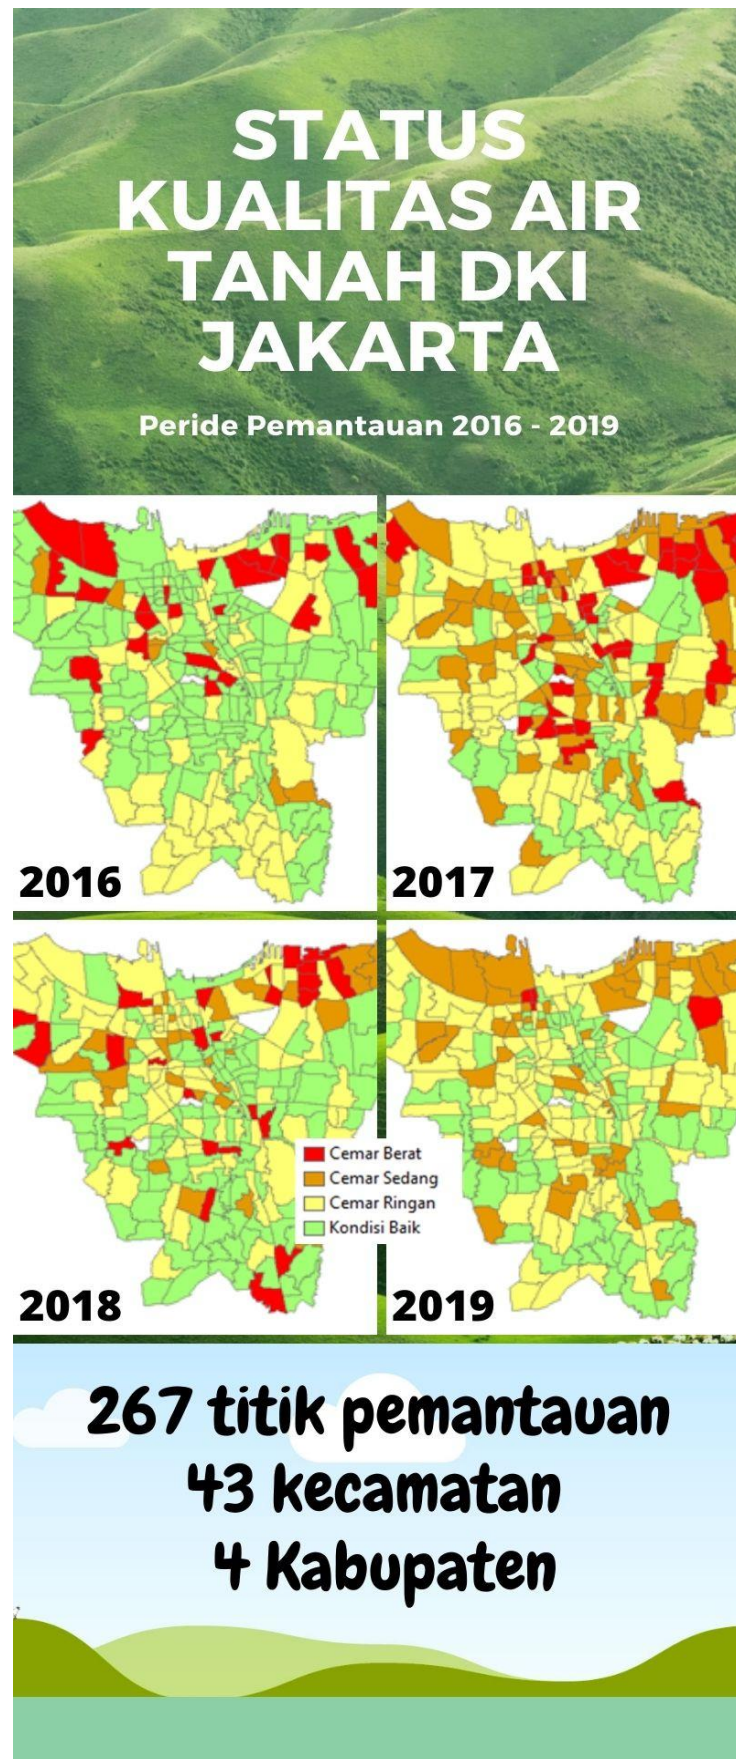 STATUS
KUALITAS AIR
TANAH DKI
JAKARTA
Peride Pemantauan 2016 - 2019
2016
2017
Cemar Berat
Cemar Sedang
Cemar Ringan
Kondisi Baik
2018
2019
267 titik pemantauan
43 kecamatan
4 Kabupaten